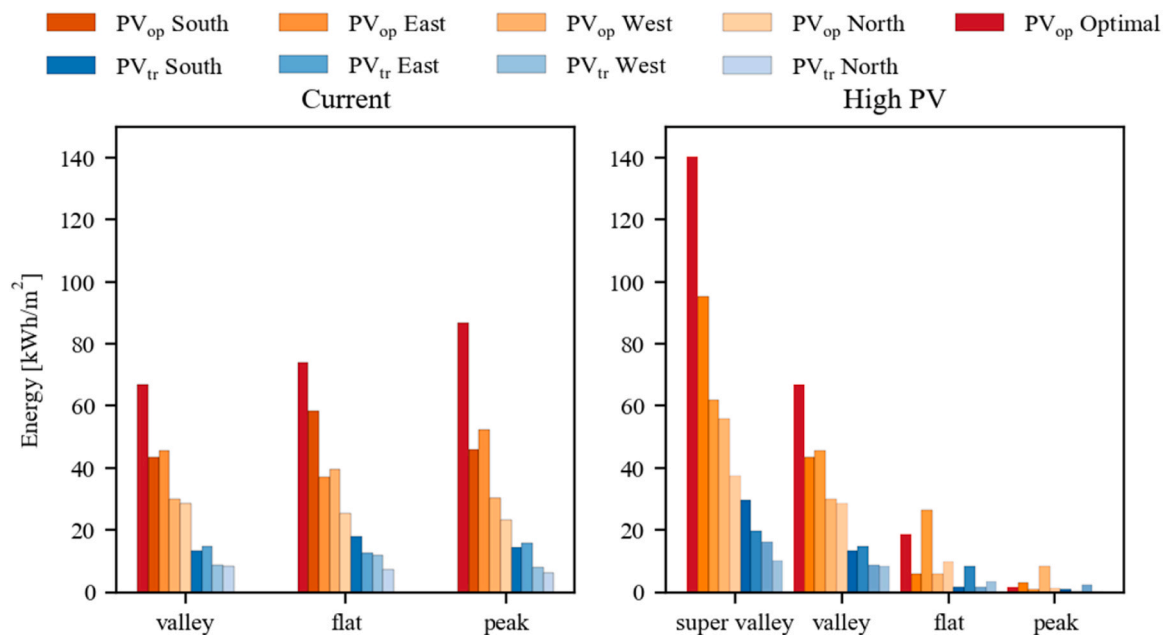 PVop South PVop East PVop West PVop North PVop Optimal
PVtr South PVtr East PVtr West PVtr North
Current High PV
Energy [kWh/m²]
140
120
100
80
60
40
20
0
valley flat peak
140
120
100
80
60
40
20
0
super valley valley flat peak